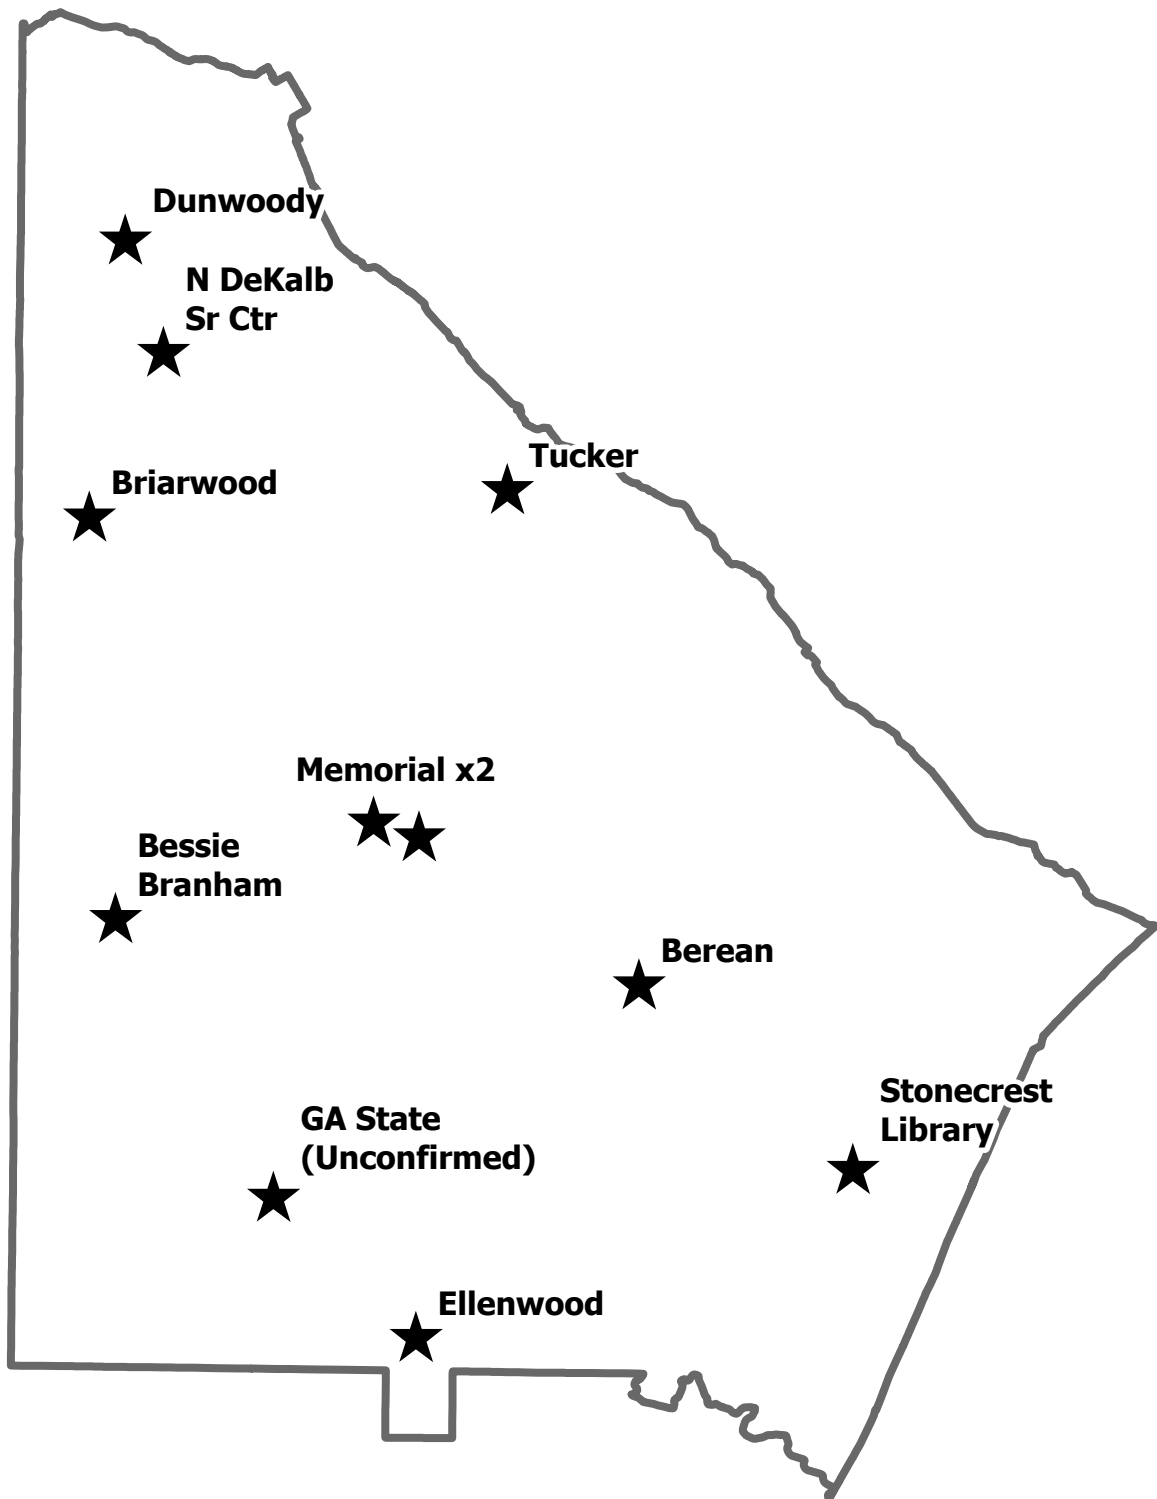 Dunwoody
N DeKalb
Sr Ctr
Tucker
Briarwood
Memorial x2
Bessie
Branham
Berean
Stonecrest
Library
GA State
(Unconfirmed)
Ellenwood